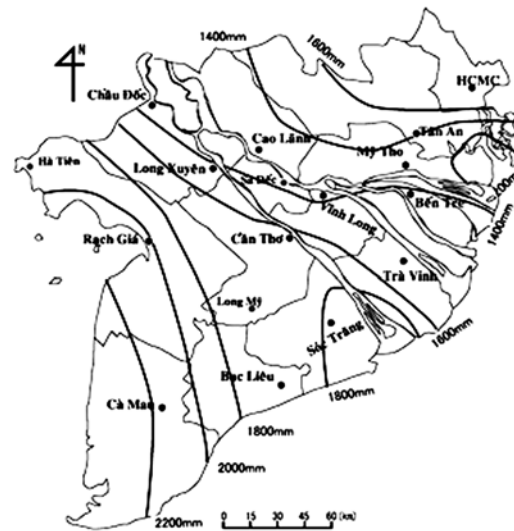 1400mm
1600mm
N
HCMC
Châu Đốc
Tân An
Cao Lãnh
Mỹ Tho
Hà Tiên
Long Xuyên
Sa Đéc
Vĩnh Long
Bến Tre
1400mm
Rạch Giá
Cần Thơ
Trà Vinh
Long Mỹ
Sóc Trăng
1600mm
Bạc Liêu
1800mm
Cà Mau
1800mm
2000mm
2200mm
0 15 30 45 60 (km)